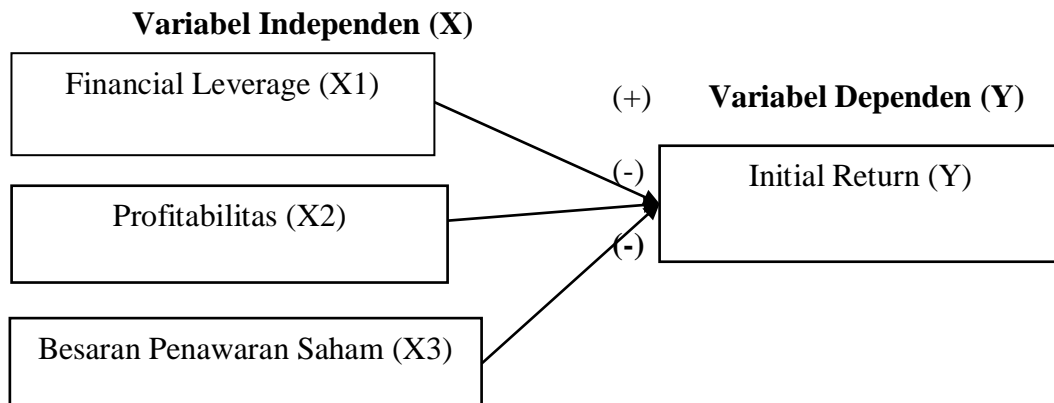 Variabel Independen (X)
Financial Leverage (X1)
(+)
Variabel Dependen (Y)
(-)
Initial Return (Y)
Profitabilitas (X2)
(-)
Besaran Penawaran Saham (X3)